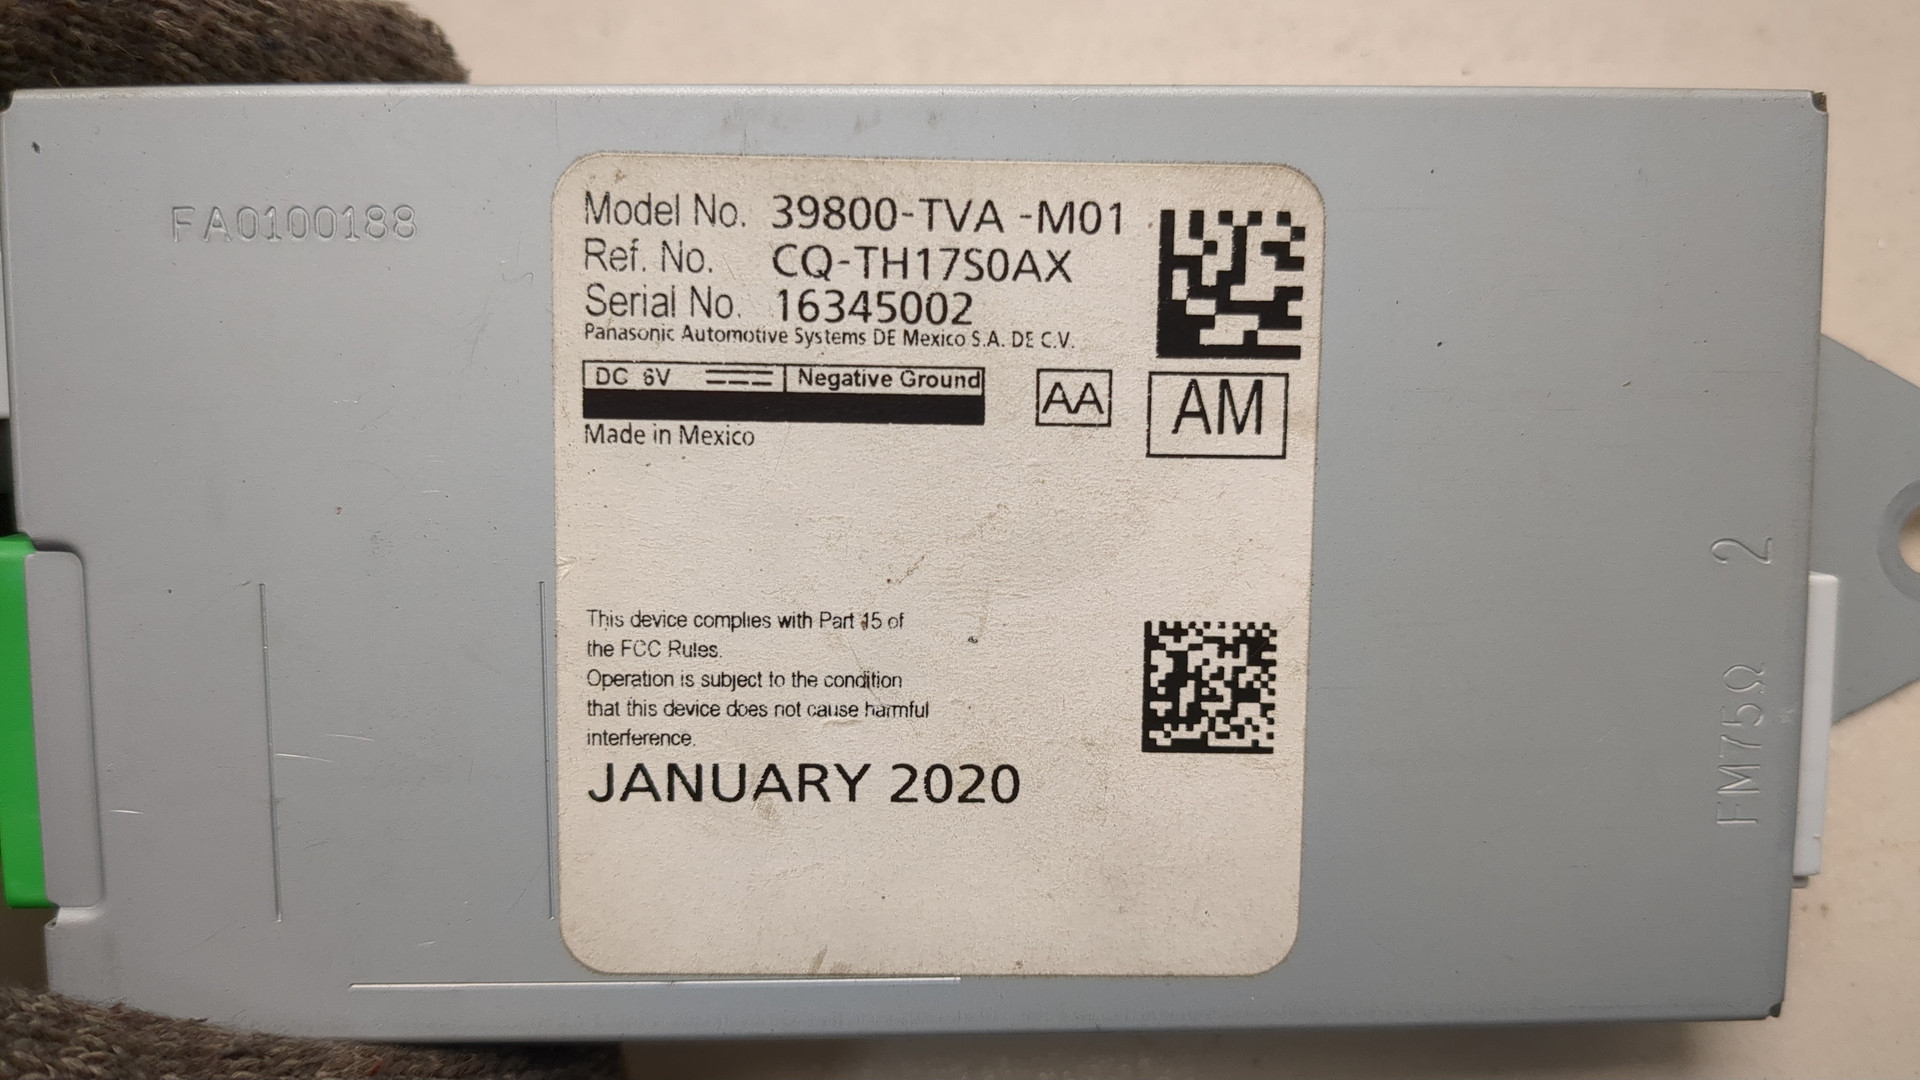 FA0100188
Model No. 39800-TVA -M01
Ref. No. CQ-TH17S0AX
Serial No. 16345002
Panasonic Automotive Systems DE Mexico S.A. DE C.V.
DC 6V Negative Ground
AA
AM
Made in Mexico
This device complies with Part 15 of
the FCC Rules.
Operation is subject to the condition
that this device does not cause harmful
interference.
JANUARY 2020
FM75Ω 2